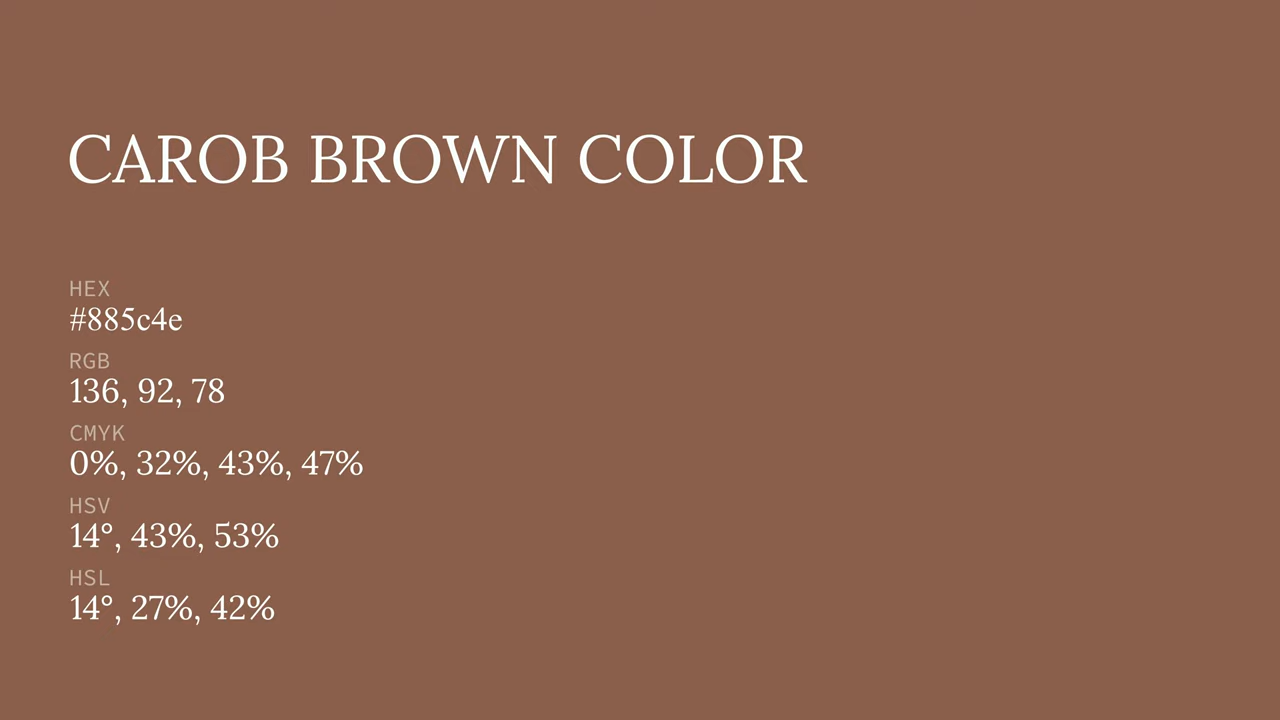 CAROB BROWN COLOR
HEX
#885c4e
RGB
136, 92, 78
CMYK
0%, 32%, 43%, 47%
HSV
14°, 43%, 53%
HSL
14°, 27%, 42%